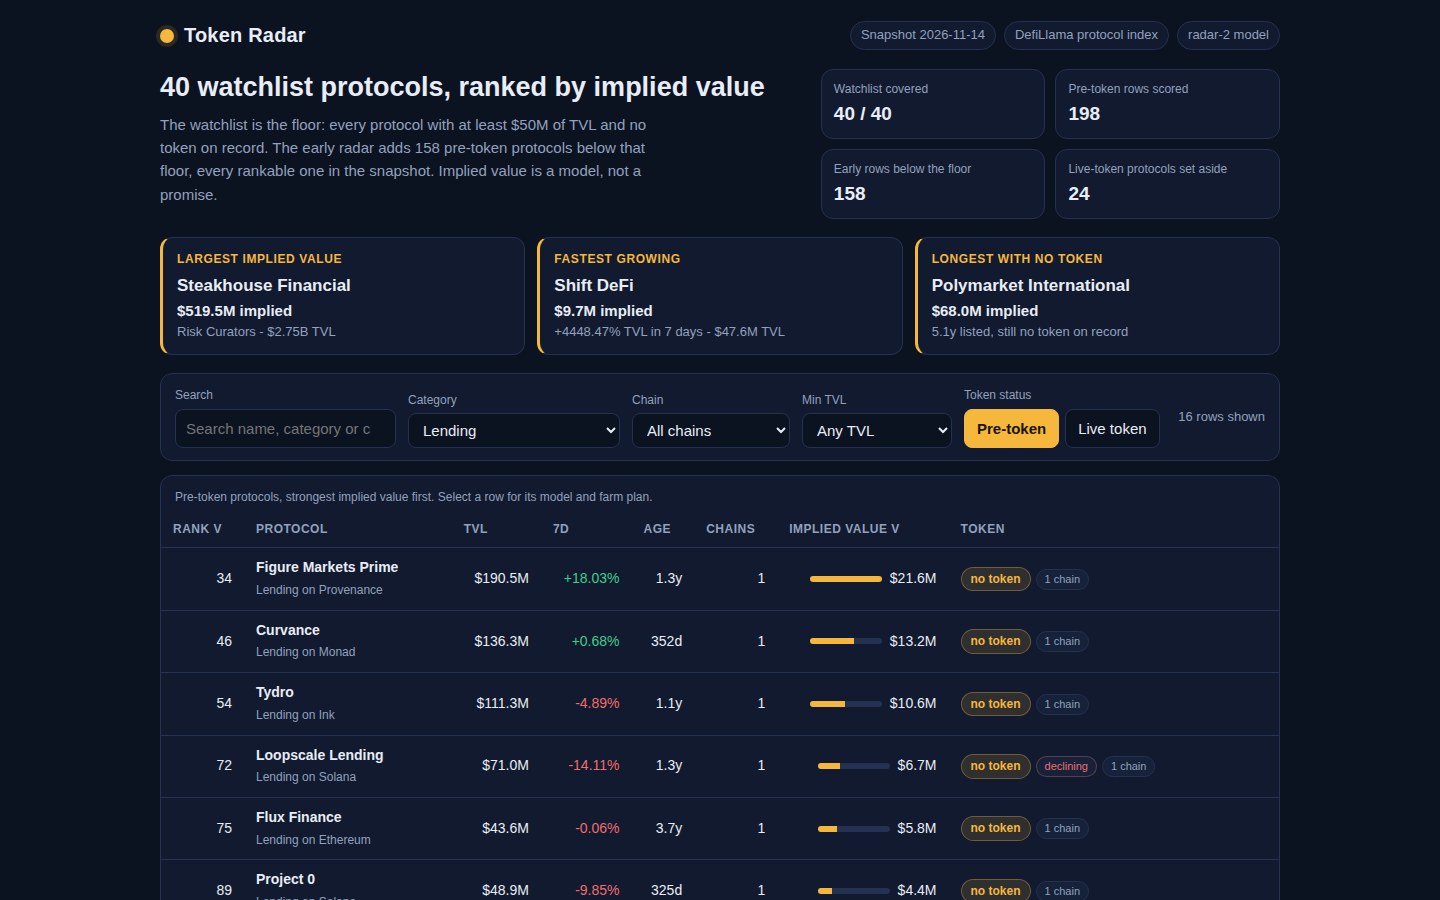 Token Radar
Snapshot 2026-11-14
DefiLlama protocol index
radar-2 model
40 watchlist protocols, ranked by implied value
The watchlist is the floor: every protocol with at least $50M of TVL and no
token on record. The early radar adds 158 pre-token protocols below that
floor, every rankable one in the snapshot. Implied value is a model, not a
promise.
Watchlist covered
40 / 40
Pre-token rows scored
198
Early rows below the floor
158
Live-token protocols set aside
24
LARGEST IMPLIED VALUE
Steakhouse Financial
$519.5M implied
Risk Curators - $2.75B TVL
FASTEST GROWING
Shift DeFi
$9.7M implied
+4448.47% TVL in 7 days - $47.6M TVL
LONGEST WITH NO TOKEN
Polymarket International
$68.0M implied
5.1y listed, still no token on record
Search
Search name, category or c
Category
Lending
Chain
All chains
Min TVL
Any TVL
Token status
Pre-token
Live token
16 rows shown
Pre-token protocols, strongest implied value first. Select a row for its model and farm plan.
RANK V PROTOCOL TVL 7D AGE CHAINS IMPLIED VALUE V TOKEN
34 Figure Markets Prime $190.5M +18.03% 1.3y 1 $21.6M no token 1 chain
Lending on Provenance
46 Curvance $136.3M +0.68% 352d 1 $13.2M no token 1 chain
Lending on Monad
54 Tydro $111.3M -4.89% 1.1y 1 $10.6M no token 1 chain
Lending on Ink
72 Loopscale Lending $71.0M -14.11% 1.3y 1 $6.7M no token declining 1 chain
Lending on Solana
75 Flux Finance $43.6M -0.06% 3.7y 1 $5.8M no token 1 chain
Lending on Ethereum
89 Project 0 $48.9M -9.85% 325d 1 $4.4M no token 1 chain